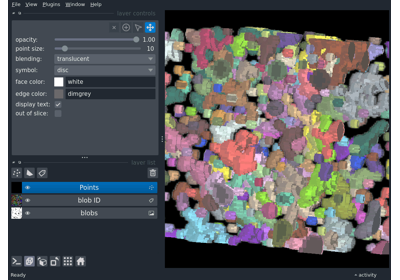 File View Plugins Window Help
layer controls
opacity: 1.00
point size: 10
blending: translucent
symbol: disc
face color: white
edge color: dimgrey
display text:
out of slice:
layer list
Points
blob ID
blobs
Ready
activity